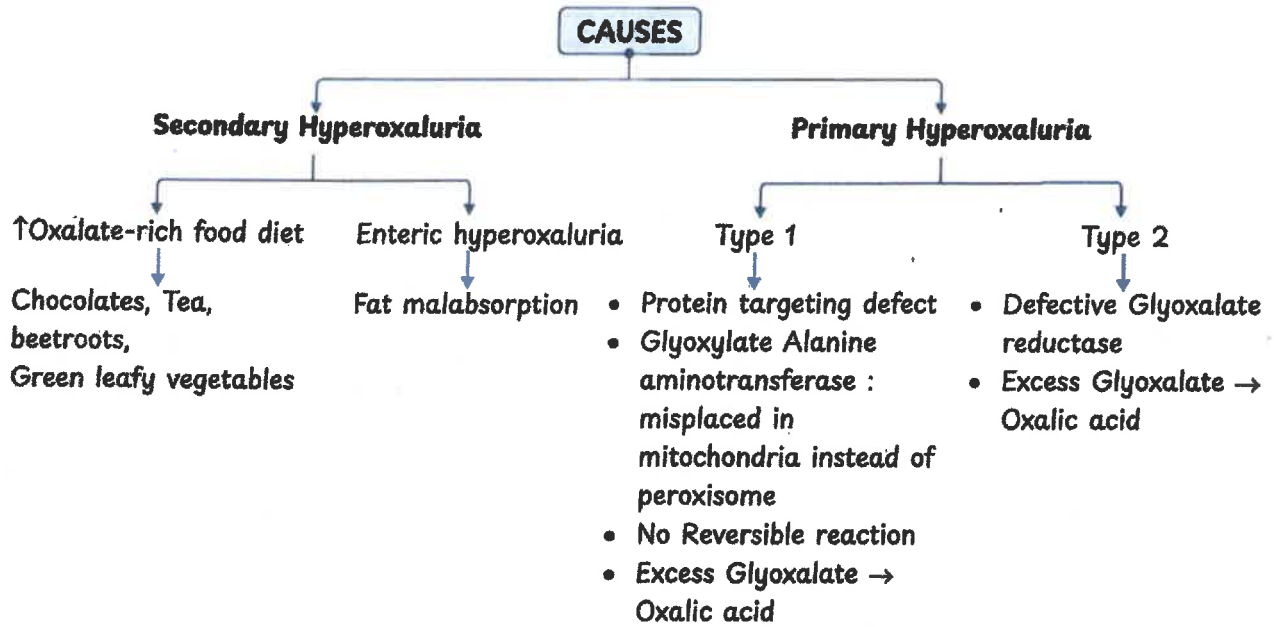 CAUSES
Secondary Hyperoxaluria
Primary Hyperoxaluria
↑Oxalate-rich food diet
Enteric hyperoxaluria
Type 1
Type 2
Chocolates, Tea,
beetroots,
Green leafy vegetables
Fat malabsorption
• Protein targeting defect
• Glyoxylate Alanine
aminotransferase :
misplaced in
mitochondria instead of
peroxisome
• No Reversible reaction
• Excess Glyoxalate →
Oxalic acid
• Defective Glyoxalate
reductase
• Excess Glyoxalate →
Oxalic acid